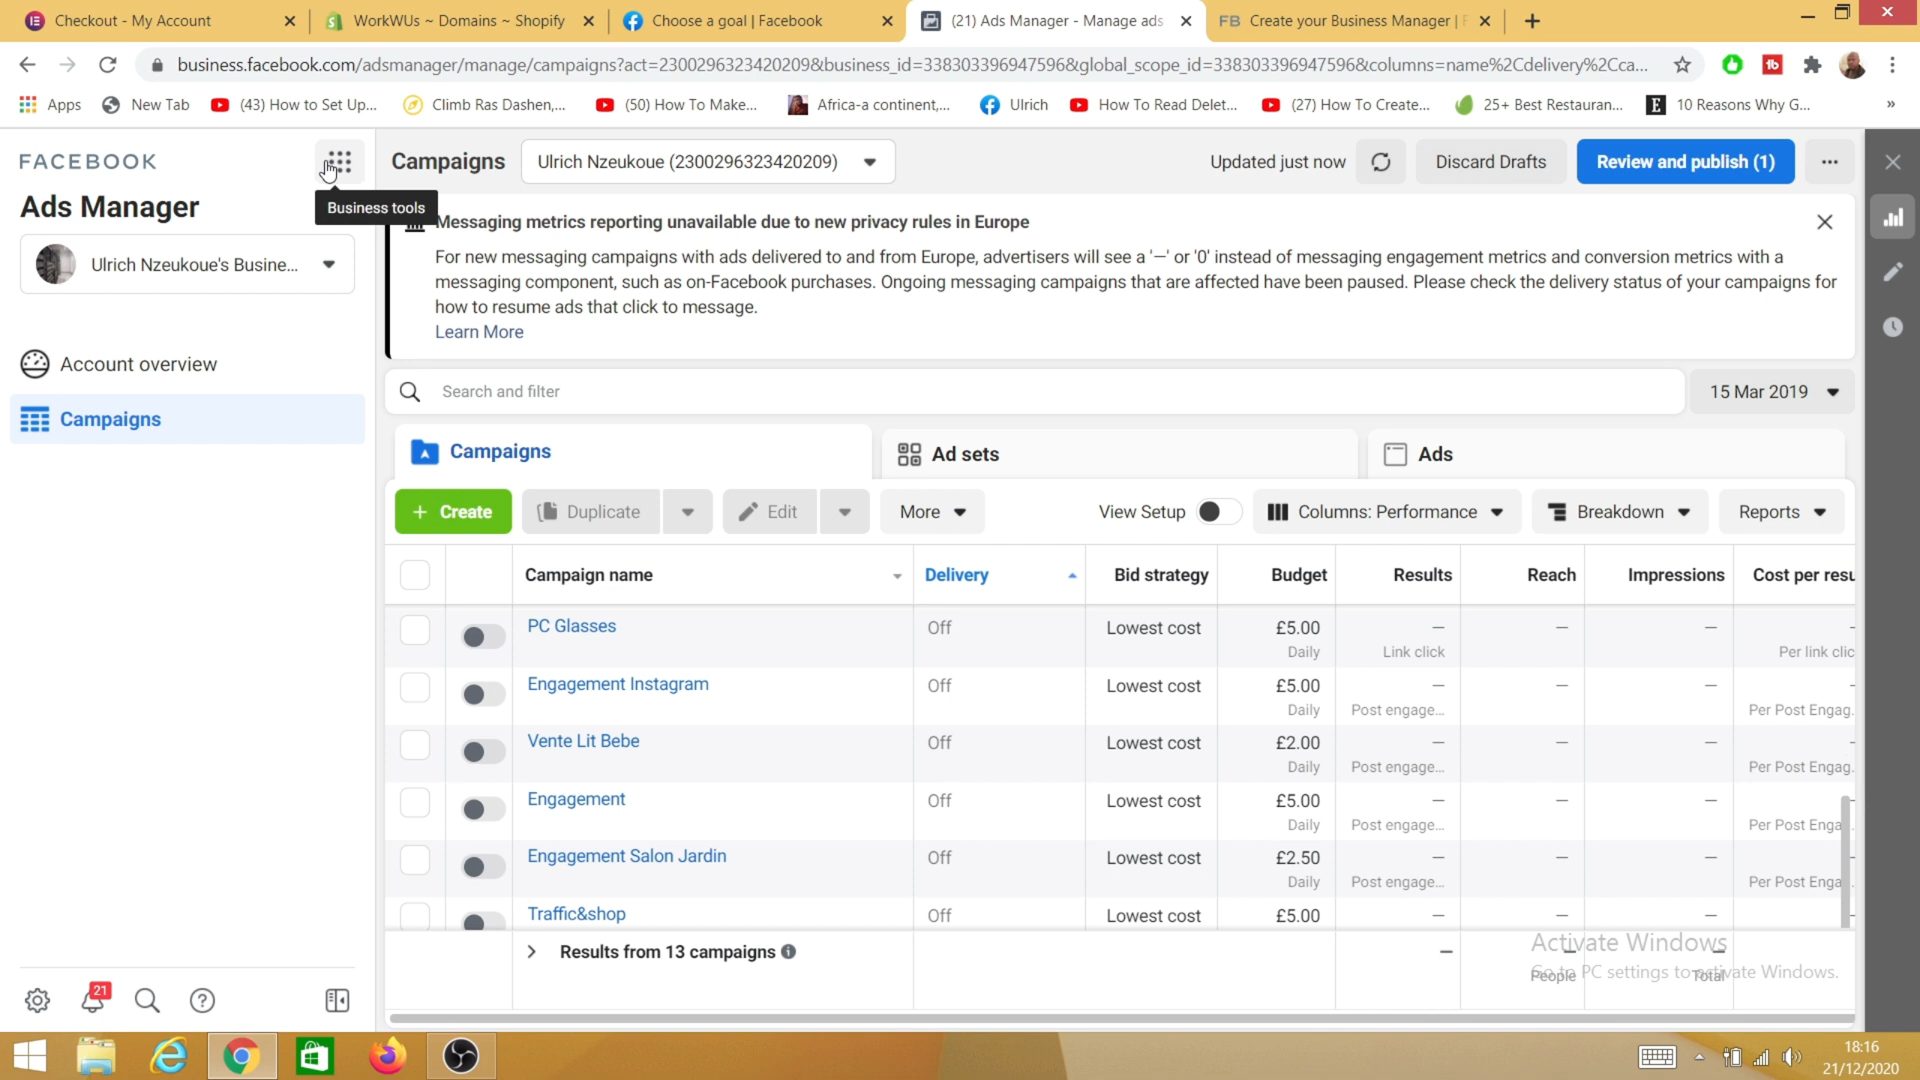 Checkout - My Account
WorkWUs ~ Domains ~ Shopify
Choose a goal | Facebook
(21) Ads Manager - Manage ads
FB Create your Business Manager | F
business.facebook.com/adsmanager/manage/campaigns?act=2300296323420209&business_id=338303396947596&global_scope_id=338303396947596&columns=name%2Cdelivery%2Cca...
Apps
New Tab
(43) How to Set Up...
Climb Ras Dashen,...
(50) How To Make...
Africa-a continent,...
Ulrich
How To Read Delet...
(27) How To Create...
25+ Best Restauran...
10 Reasons Why G...
»
FACEBOOK
Ads Manager
Business tools
Ulrich Nzeukoue's Busine...
Account overview
Campaigns
21
Campaigns
Ulrich Nzeukoue (2300296323420209)
Updated just now
Discard Drafts
Review and publish (1)
Messaging metrics reporting unavailable due to new privacy rules in Europe
For new messaging campaigns with ads delivered to and from Europe, advertisers will see a '—' or '0' instead of messaging engagement metrics and conversion metrics with a
messaging component, such as on-Facebook purchases. Ongoing messaging campaigns that are affected have been paused. Please check the delivery status of your campaigns for
how to resume ads that click to message.
Learn More
Search and filter
15 Mar 2019
Campaigns
Ad sets
Ads
+ Create
Duplicate
Edit
More
View Setup
Columns: Performance
Breakdown
Reports
Campaign name Delivery Bid strategy Budget Results Reach Impressions Cost per resu
PC Glasses Off Lowest cost £5.00 — — — —
Daily Link click Per link clic
Engagement Instagram Off Lowest cost £5.00 — — — —
Daily Post engage... Per Post Engag.
Vente Lit Bebe Off Lowest cost £2.00 — — — —
Daily Post engage... Per Post Engag.
Engagement Off Lowest cost £5.00 — — — —
Daily Post engage... Per Post Enga
Engagement Salon Jardin Off Lowest cost £2.50 — — — —
Daily Post engage... Per Post Enga
Traffic&shop Off Lowest cost £5.00 — — — —
Results from 13 campaigns — — —
People Total
Activate Windows
Go to PC settings to activate Windows.
18:16
21/12/2020